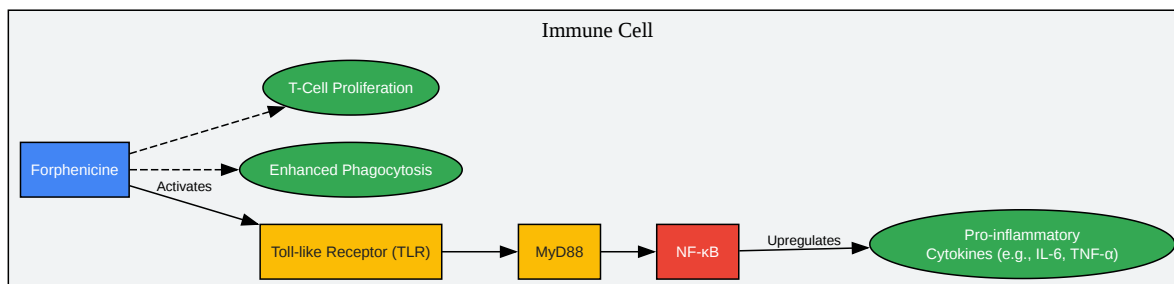 Immune Cell
T-Cell Proliferation
Forphenicine
Enhanced Phagocytosis
Activates
Toll-like Receptor (TLR)
MyD88
NF-κB
Upregulates
Pro-inflammatory
Cytokines (e.g., IL-6, TNF-α)